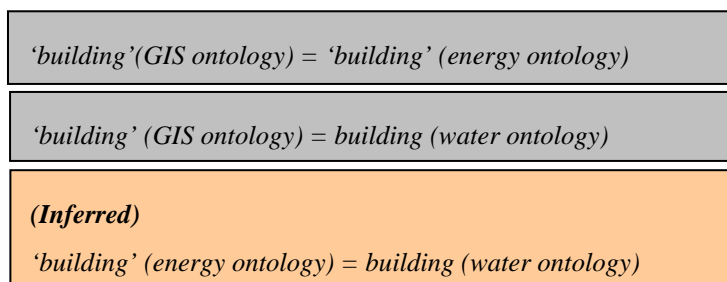 ‘building’(GIS ontology) = ‘building’ (energy ontology)
‘building’ (GIS ontology) = building (water ontology)
(Inferred)
‘building’ (energy ontology) = building (water ontology)